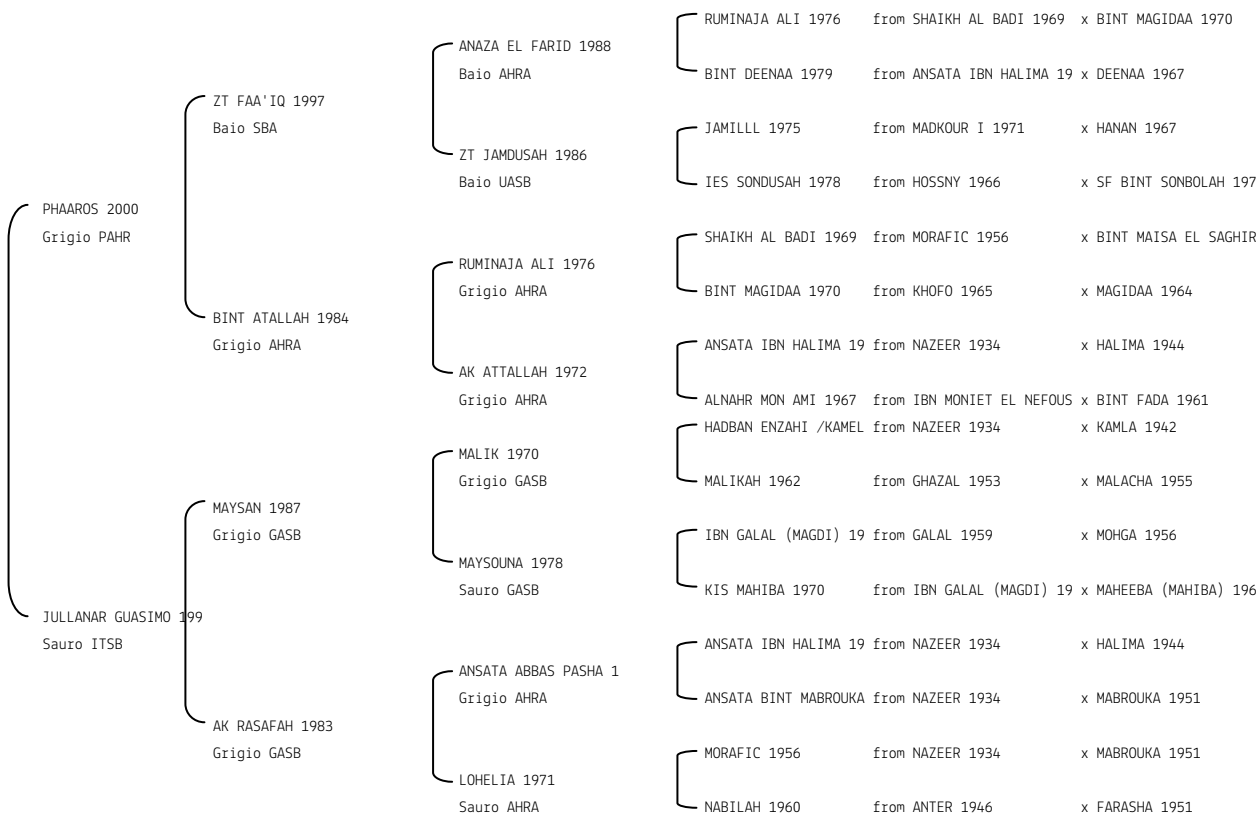 RUMINAJA ALI 1976 from SHAIKH AL BADI 1969 x BINT MAGIDAA 1970
ANAZA EL FARID 1988
Baio AHRA
BINT DEENAA 1979 from ANSATA IBN HALIMA 19 x DEENAA 1967
ZT FAA'IQ 1997
Baio SBA
JAMILLL 1975 from MADKOUR I 1971 x HANAN 1967
ZT JAMDUSAH 1986
Baio UASB
IES SONDUSAH 1978 from HOSSNY 1966 x SF BINT SONBOLAH 197
PHAAROS 2000
Grigio PAHR
SHAIKH AL BADI 1969 from MORAFIC 1956 x BINT MAISA EL SAGHIR
RUMINAJA ALI 1976
Grigio AHRA
BINT MAGIDAA 1970 from KHOFO 1965 x MAGIDAA 1964
BINT ATALLAH 1984
Grigio AHRA
ANSATA IBN HALIMA 19 from NAZEER 1934 x HALIMA 1944
AK ATTALLAH 1972
Grigio AHRA
ALNAHR MON AMI 1967 from IBN MONIET EL NEFOUS x BINT FADA 1961
HADBAN ENZAHI /KAMEL from NAZEER 1934 x KAMLA 1942
MALIK 1970
Grigio GASB
MALIKAH 1962 from GHAZAL 1953 x MALACHA 1955
MAYSAN 1987
Grigio GASB
IBN GALAL (MAGDI) 19 from GALAL 1959 x MOHGA 1956
MAYSOUNA 1978
Sauro GASB
KIS MAHIBA 1970 from IBN GALAL (MAGDI) 19 x MAHEEBA (MAHIBA) 196
JULLANAR GUASIMO 199
Sauro ITSB
ANSATA IBN HALIMA 19 from NAZEER 1934 x HALIMA 1944
ANSATA ABBAS PASHA 1
Grigio AHRA
ANSATA BINT MABROUKA from NAZEER 1934 x MABROUKA 1951
AK RASAFAH 1983
Grigio GASB
MORAFIC 1956 from NAZEER 1934 x MABROUKA 1951
LOHELIA 1971
Sauro AHRA
NABILAH 1960 from ANTER 1946 x FARASHA 1951